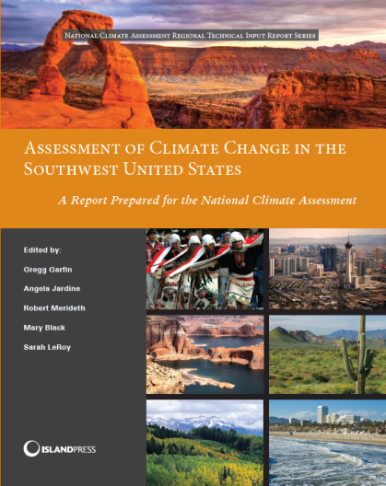 NATIONAL CLIMATE ASSESSMENT REGIONAL TECHNICAL INPUT REPORT SERIES
ASSESSMENT OF CLIMATE CHANGE IN THE
SOUTHWEST UNITED STATES
A Report Prepared for the National Climate Assessment
Edited by:
Gregg Garfin
Angela Jardine
Robert Merideth
Mary Black
Sarah LeRoy
ISLANDPRESS